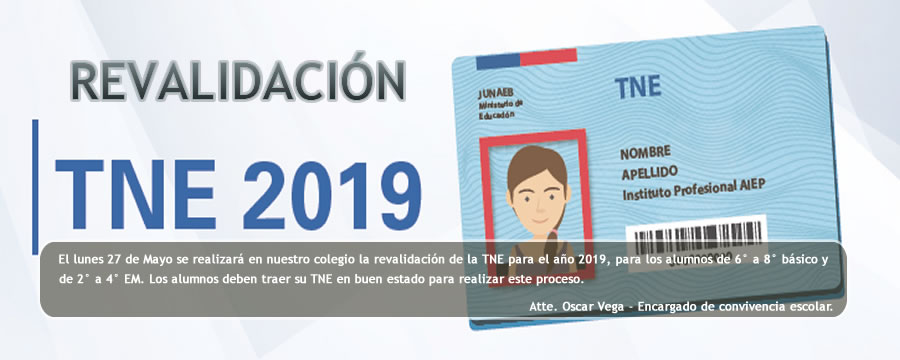 REVALIDACIÓN
TNE 2019
JUNAEB
Ministerio de
Educación
TNE
NOMBRE
APELLIDO
Instituto Profesional AIEP
El lunes 27 de Mayo se realizará en nuestro colegio la revalidación de la TNE para el año 2019, para los alumnos de 6° a 8° básico y
de 2° a 4° EM. Los alumnos deben traer su TNE en buen estado para realizar este proceso.
Atte. Oscar Vega - Encargado de convivencia escolar.